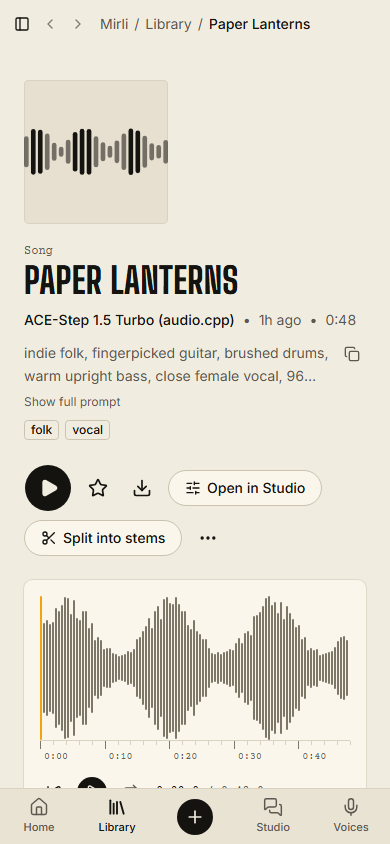 Mirli / Library / Paper Lanterns
Song
PAPER LANTERNS
ACE-Step 1.5 Turbo (audio.cpp) • 1h ago • 0:48
indie folk, fingerpicked guitar, brushed drums,
warm upright bass, close female vocal, 96...
Show full prompt
folk vocal
Open in Studio
Split into stems
0:00 0:10 0:20 0:30 0:40
Home Library Studio Voices